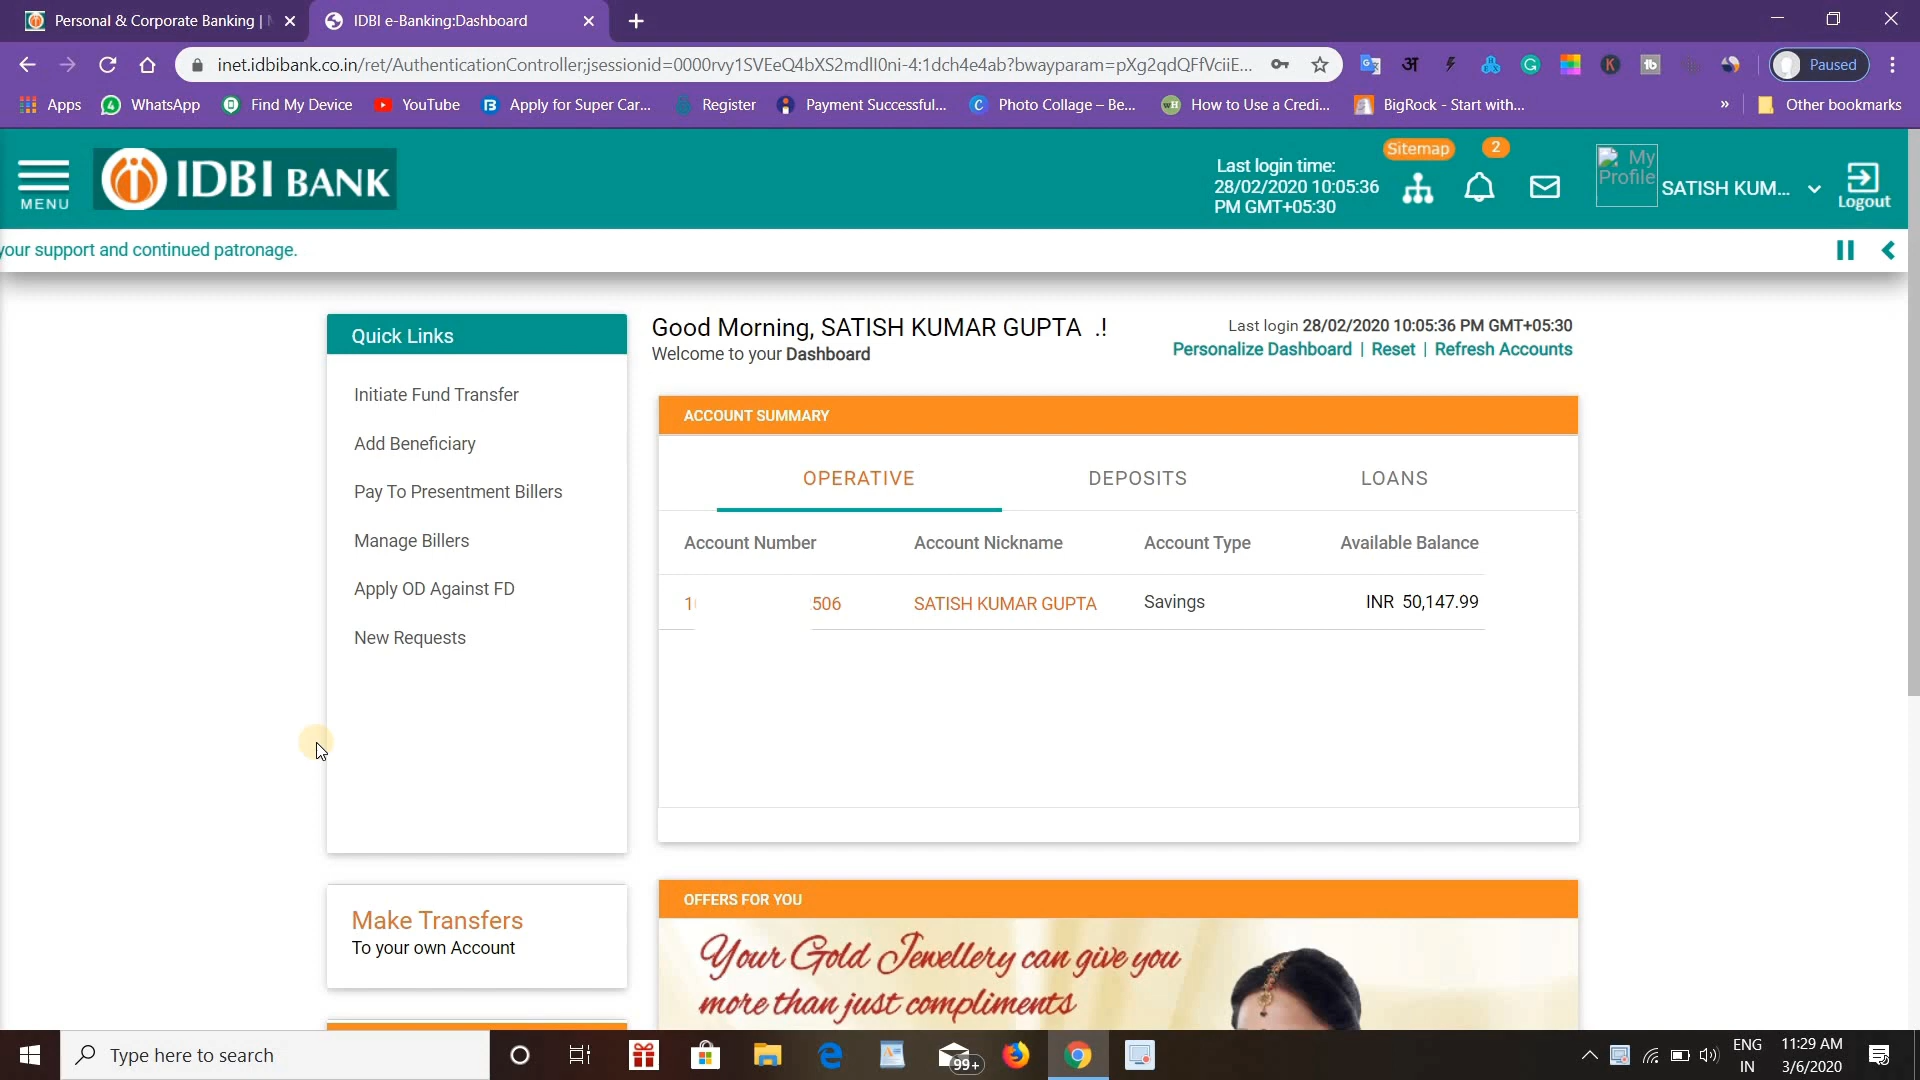 Personal & Corporate Banking |
IDBI e-Banking:Dashboard
inet.idbibank.co.in/ret/AuthenticationController;jsessionid=0000rvy1SVEeQ4bXS2mdlI0ni-4:1dch4e4ab?bwayparam=pXg2qdQFfVciiE...
अ
K
tb
Paused
Apps
WhatsApp
Find My Device
YouTube
Apply for Super Car...
Register
Payment Successful...
Photo Collage – Be...
How to Use a Credi...
BigRock - Start with...
»
Other bookmarks
MENU
IDBI BANK
Last login time:
28/02/2020 10:05:36
PM GMT+05:30
Sitemap
2
My Profile
SATISH KUM...
Logout
your support and continued patronage.
Quick Links
Initiate Fund Transfer
Add Beneficiary
Pay To Presentment Billers
Manage Billers
Apply OD Against FD
New Requests
Good Morning, SATISH KUMAR GUPTA .!
Welcome to your Dashboard
Last login 28/02/2020 10:05:36 PM GMT+05:30
Personalize Dashboard | Reset | Refresh Accounts
ACCOUNT SUMMARY
OPERATIVE DEPOSITS LOANS
Account Number Account Nickname Account Type Available Balance
1 506 SATISH KUMAR GUPTA Savings INR 50,147.99
Make Transfers
To your own Account
OFFERS FOR YOU
Your Gold Jewellery can give you
more than just compliments
Type here to search
99+
ENG
IN
11:29 AM
3/6/2020